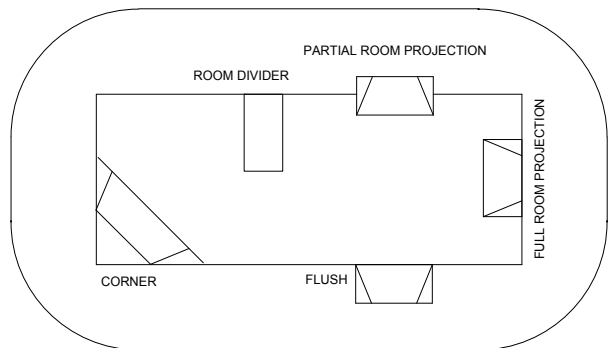 PARTIAL ROOM PROJECTION
ROOM DIVIDER
FULL ROOM PROJECTION
CORNER
FLUSH